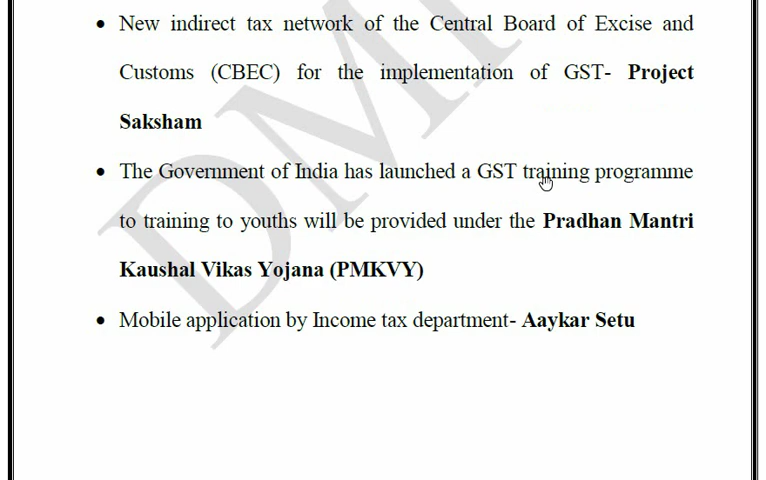 • New indirect tax network of the Central Board of Excise and
Customs (CBEC) for the implementation of GST- Project
Saksham
• The Government of India has launched a GST training programme
to training to youths will be provided under the Pradhan Mantri
Kaushal Vikas Yojana (PMKVY)
• Mobile application by Income tax department- Aaykar Setu